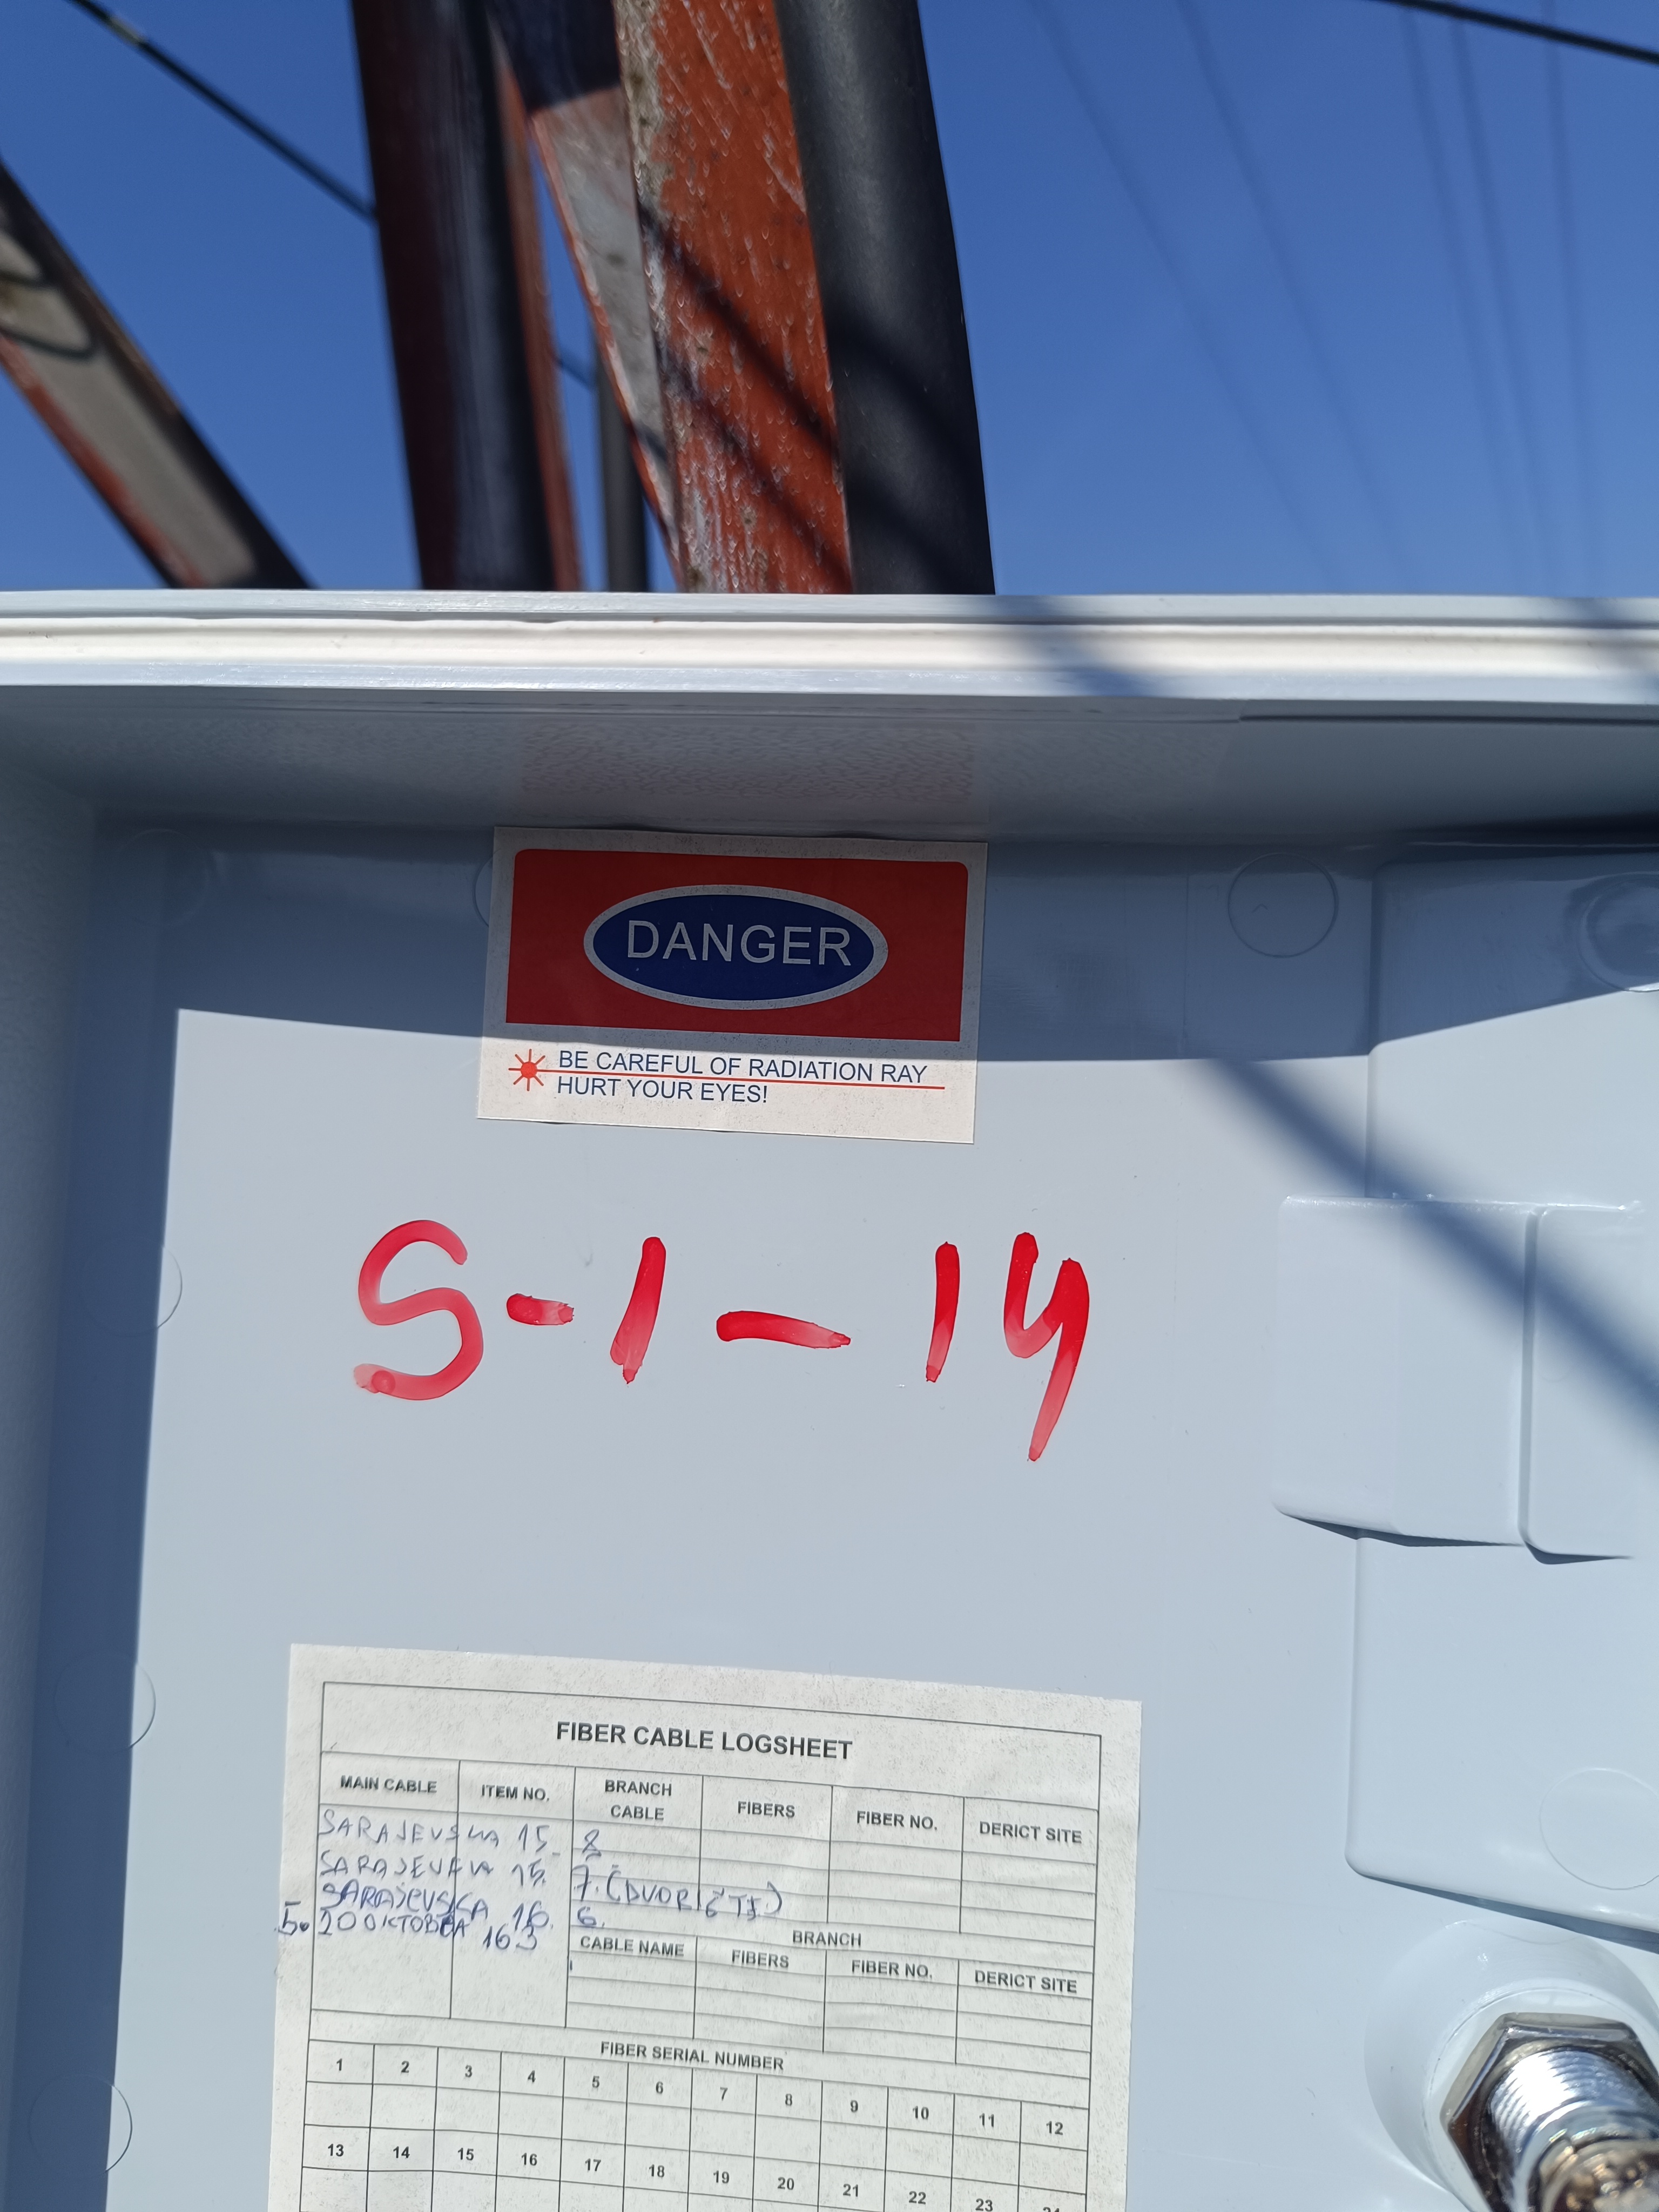 DANGER
BE CAREFUL OF RADIATION RAY
HURT YOUR EYES!
S-1-14
FIBER CABLE LOGSHEET
MAIN CABLE ITEM NO. BRANCH CABLE FIBERS FIBER NO. DERICT SITE
SARAJEVSKA 15. 8
SARAJEVSKA 15. 7. (DVORIŠTE)
SARAJEVSKA 16. 6.
5. 20 OKTOBRA 163
BRANCH
CABLE NAME FIBERS FIBER NO. DERICT SITE
FIBER SERIAL NUMBER
1 2 3 4 5 6 7 8 9 10 11 12
13 14 15 16 17 18 19 20 21 22 23